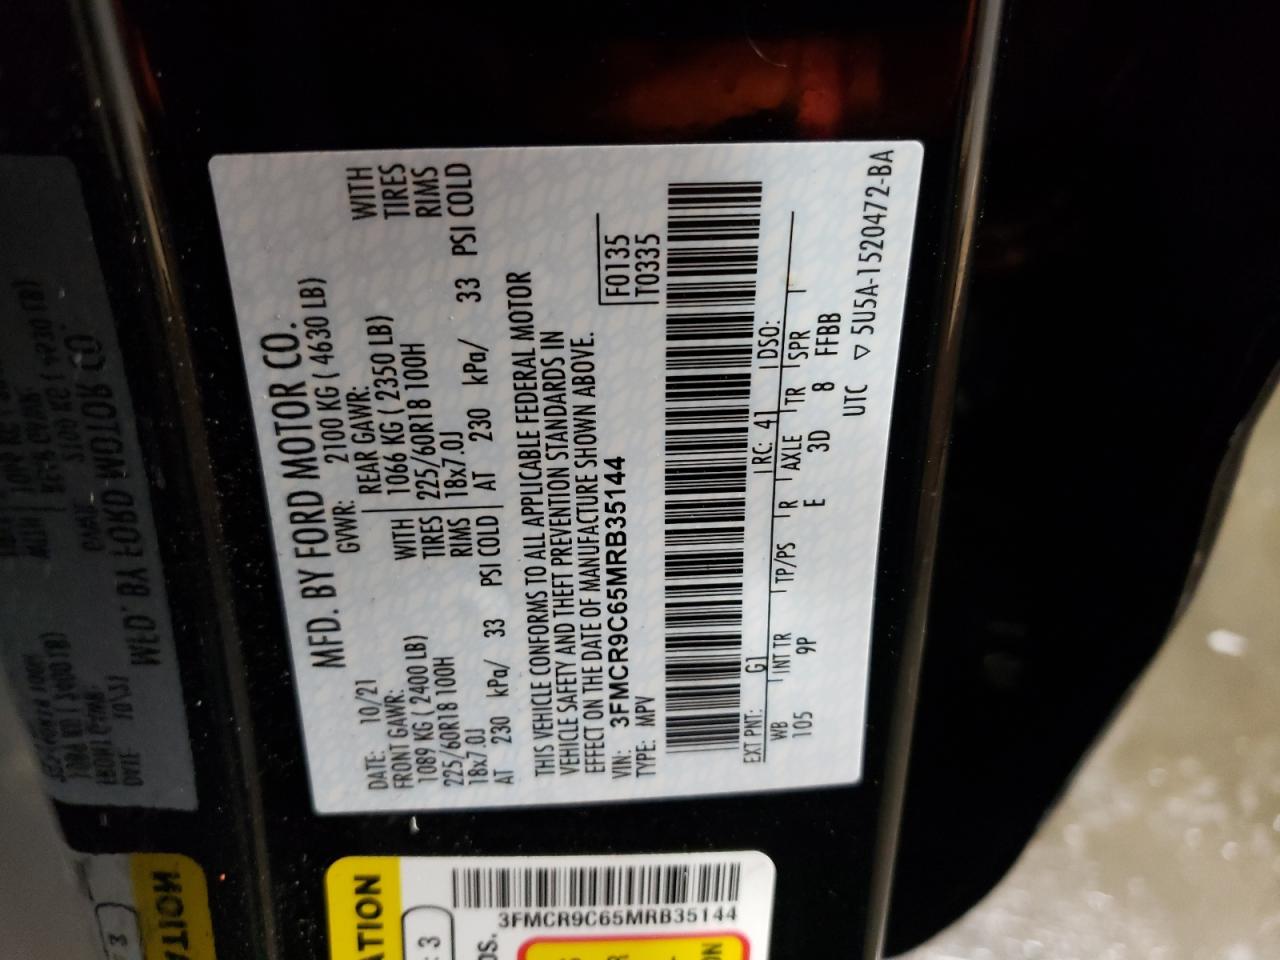 MFD. BY FORD MOTOR CO.
DATE: 10/21 GVWR: 2100 KG ( 4630 LB)
FRONT GAWR: REAR GAWR:
1089 KG ( 2400 LB) WITH 1066 KG ( 2350 LB) WITH
225/60R18 100H TIRES 225/60R18 100H TIRES
18x7.0J RIMS 18x7.0J RIMS
AT 230 kPa/ 33 PSI COLD AT 230 kPa/ 33 PSI COLD
THIS VEHICLE CONFORMS TO ALL APPLICABLE FEDERAL MOTOR
VEHICLE SAFETY AND THEFT PREVENTION STANDARDS IN
EFFECT ON THE DATE OF MANUFACTURE SHOWN ABOVE.
VIN: 3FMCR9C65MRB35144 F0135
TYPE: MPV T0335
EXT PNT: G1 RC: 41 DSO:
WB INT TR TP/PS R AXLE TR SPR
105 9P E 3D 8 FFBB
UTC ▽ 5U5A-1520472-BA
3FMCR9C65MRB35144